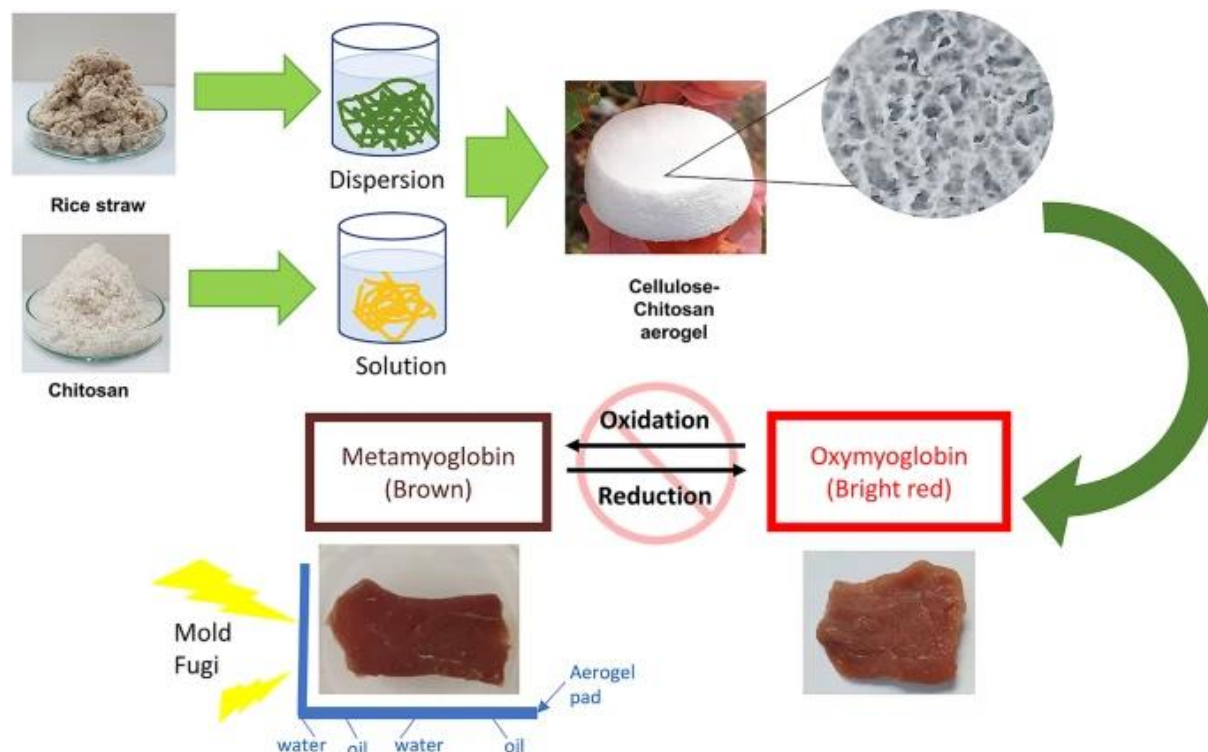 Rice straw
Dispersion
Chitosan
Solution
Cellulose-
Chitosan
aerogel
Metamyoglobin
(Brown)
Oxidation
Reduction
Oxymyoglobin
(Bright red)
Mold
Fugi
Aerogel
pad
water
oil
water
oil